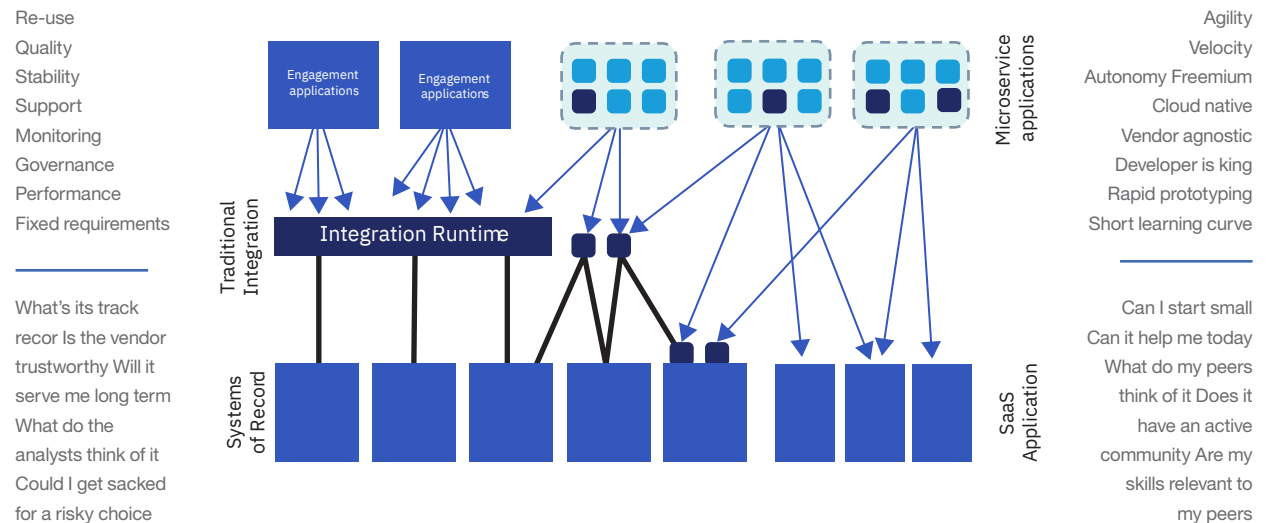 Re-use
Quality
Stability
Support
Monitoring
Governance
Performance
Fixed requirements
What's its track
recor Is the vendor
trustworthy Will it
serve me long term
What do the
analysts think of it
Could I get sacked
for a risky choice
Engagement
applications
Engagement
applications
Microservice
applications
Traditional
Integration
Integration Runtime
Systems
of Record
SaaS
Application
Agility
Velocity
Autonomy Freemium
Cloud native
Vendor agnostic
Developer is king
Rapid prototyping
Short learning curve
Can I start small
Can it help me today
What do my peers
think of it Does it
have an active
community Are my
skills relevant to
my peers